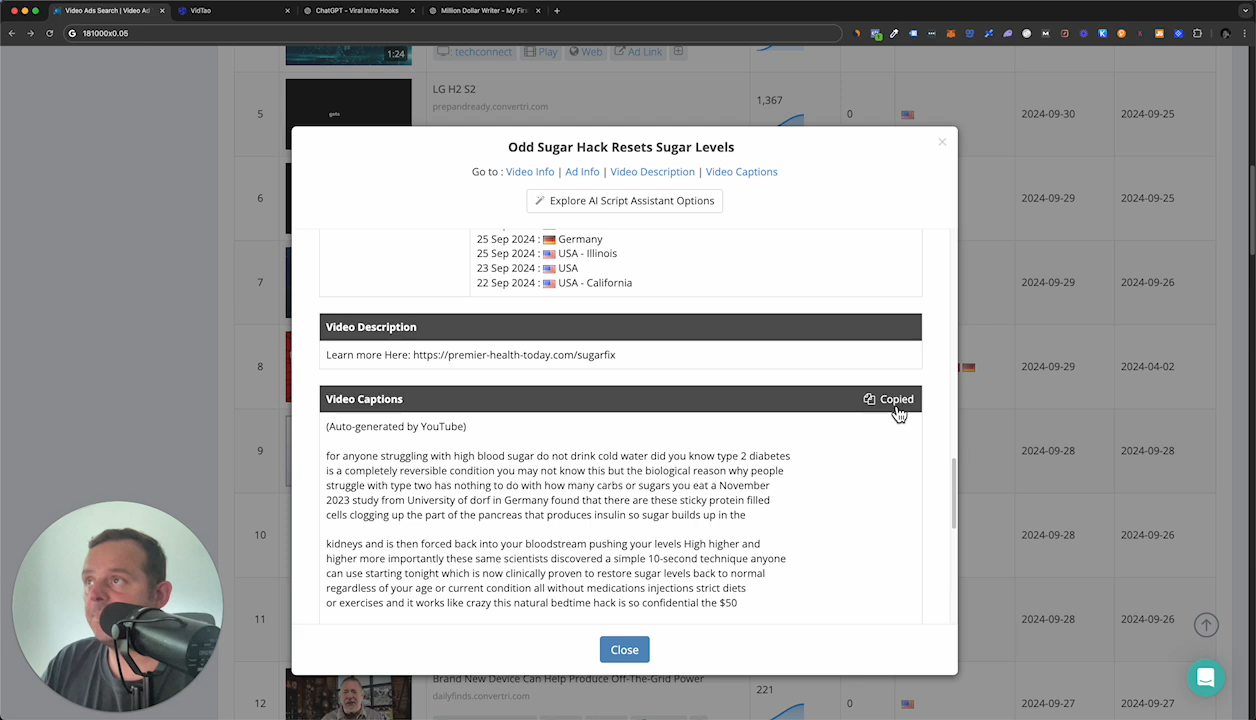 Video Ads Search | Video Ad
VidTao
ChatGPT - Viral Intro Hooks
Million Dollar Writer - My Firs
181000x0.05
1:24
techconnect
Play
Web
Ad Link
5
LG H2 S2
prepandready.convertri.com
goto
1,367
0
2024-09-30
2024-09-25
Odd Sugar Hack Resets Sugar Levels
Go to : Video Info | Ad Info | Video Description | Video Captions
Explore AI Script Assistant Options
6
2024-09-29
2024-09-25
25 Sep 2024 : Germany
25 Sep 2024 : USA - Illinois
23 Sep 2024 : USA
22 Sep 2024 : USA - California
7
2024-09-29
2024-09-26
Video Description
Learn more Here: https://premier-health-today.com/sugarfix
8
2024-09-29
2024-04-02
Video Captions
Copied
(Auto-generated by YouTube)
for anyone struggling with high blood sugar do not drink cold water did you know type 2 diabetes
is a completely reversible condition you may not know this but the biological reason why people
struggle with type two has nothing to do with how many carbs or sugars you eat a November
2023 study from University of dorf in Germany found that there are these sticky protein filled
cells clogging up the part of the pancreas that produces insulin so sugar builds up in the
9
2024-09-28
2024-09-26
kidneys and is then forced back into your bloodstream pushing your levels High higher and
higher more importantly these same scientists discovered a simple 10-second technique anyone
can use starting tonight which is now clinically proven to restore sugar levels back to normal
regardless of your age or current condition all without medications injections strict diets
or exercises and it works like crazy this natural bedtime hack is so confidential the $50
10
2024-09-28
2024-09-26
11
2024-09-28
2024-09-26
Close
12
Brand New Device Can Help Produce Off-The-Grid Power
dailyfinds.convertri.com
221
0
2024-09-27
2024-09-27